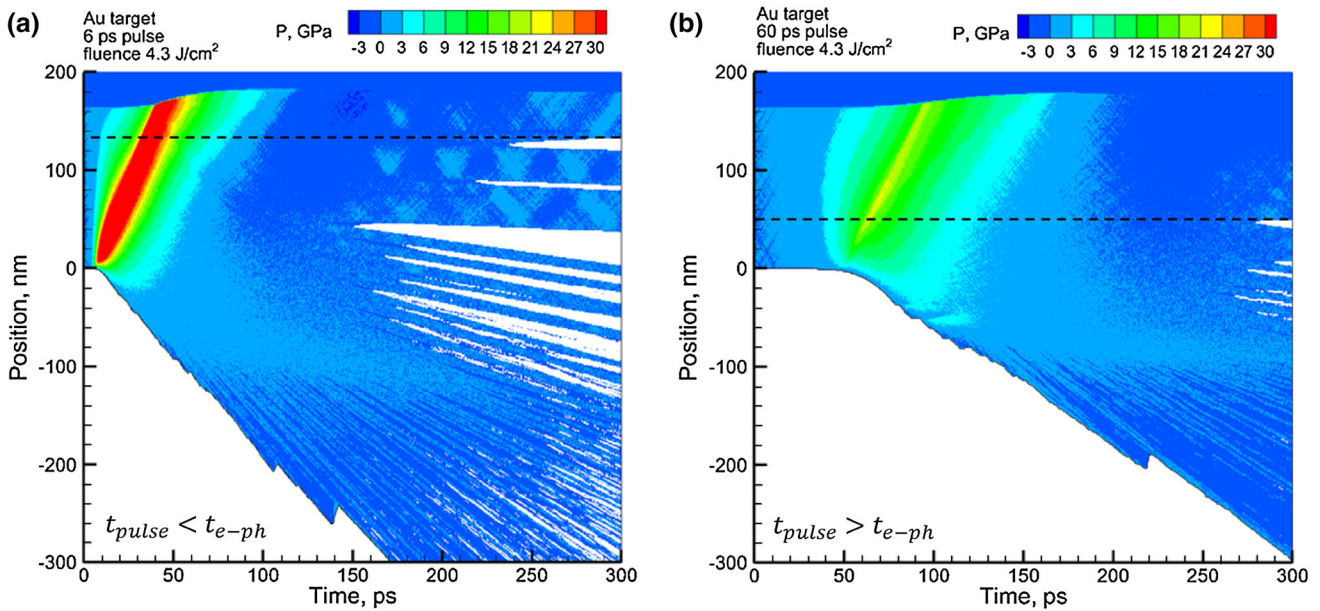 (a)
Au target
6 ps pulse
fluence 4.3 J/cm²
P, GPa
-3 0 3 6 9 12 15 18 21 24 27 30
200
100
0
-100
-200
-300
Position, nm
t_pulse < t_e-ph
0 50 100 150 200 250 300
Time, ps
(b)
Au target
60 ps pulse
fluence 4.3 J/cm²
P, GPa
-3 0 3 6 9 12 15 18 21 24 27 30
200
100
0
-100
-200
-300
Position, nm
t_pulse > t_e-ph
0 50 100 150 200 250 300
Time, ps